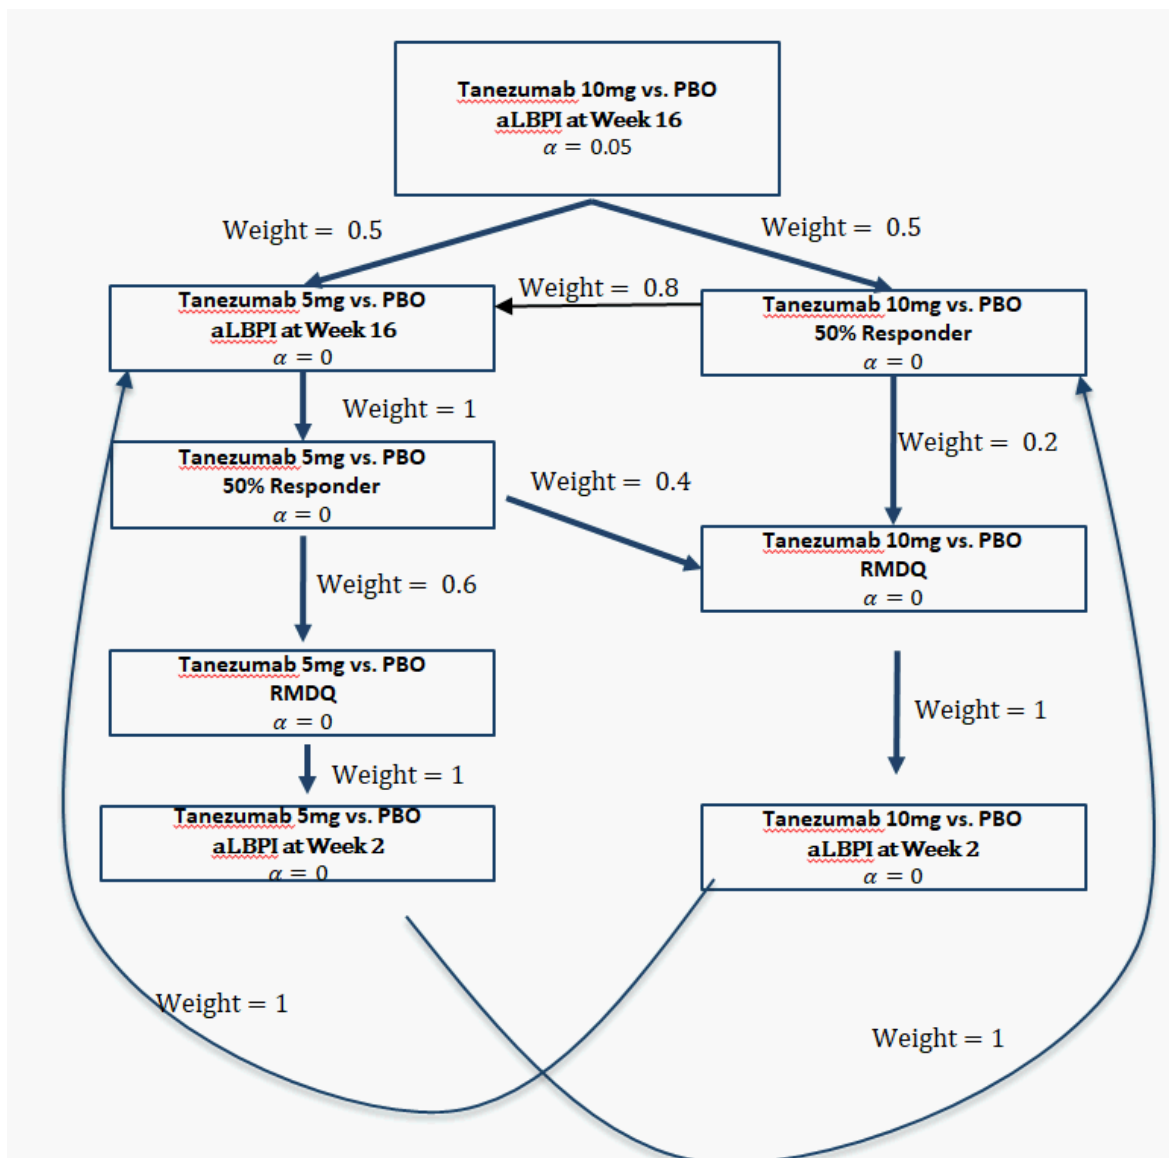 Tanezumab 10mg vs. PBO
aLBPI at Week 16
α = 0.05
Weight = 0.5
Weight = 0.5
Weight = 0.8
Tanezumab 5mg vs. PBO
aLBPI at Week 16
α = 0
Tanezumab 10mg vs. PBO
50% Responder
α = 0
Weight = 1
Weight = 0.2
Tanezumab 5mg vs. PBO
50% Responder
α = 0
Weight = 0.4
Tanezumab 10mg vs. PBO
RMDQ
α = 0
Weight = 0.6
Tanezumab 5mg vs. PBO
RMDQ
α = 0
Weight = 1
Weight = 1
Tanezumab 5mg vs. PBO
aLBPI at Week 2
α = 0
Tanezumab 10mg vs. PBO
aLBPI at Week 2
α = 0
Weight = 1
Weight = 1